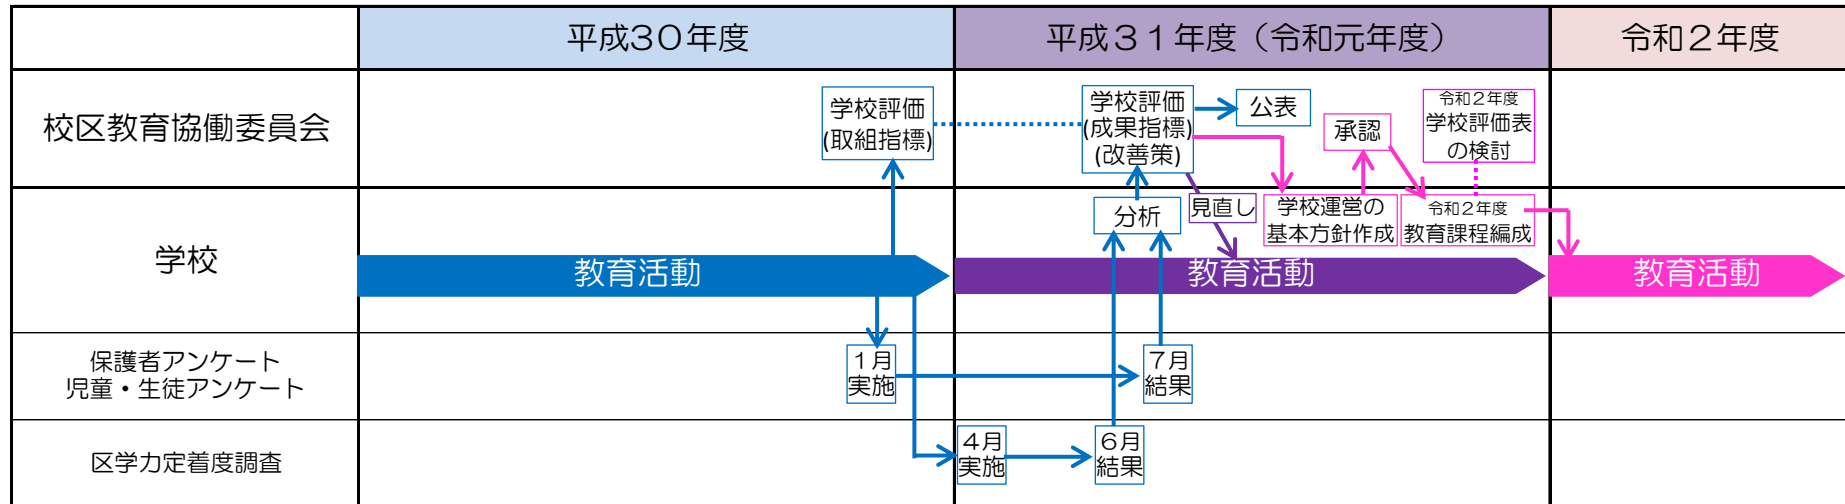 平成３０年度
平成３１年度（令和元年度）
令和２年度
校区教育協働委員会
学校評価
(取組指標)
学校評価
(成果指標)
(改善策)
公表
承認
令和２年度
学校評価表
の検討
学校
分析
見直し
学校運営の
基本方針作成
令和２年度
教育課程編成
教育活動
教育活動
教育活動
保護者アンケート
児童・生徒アンケート
１月
実施
７月
結果
区学力定着度調査
４月
実施
６月
結果